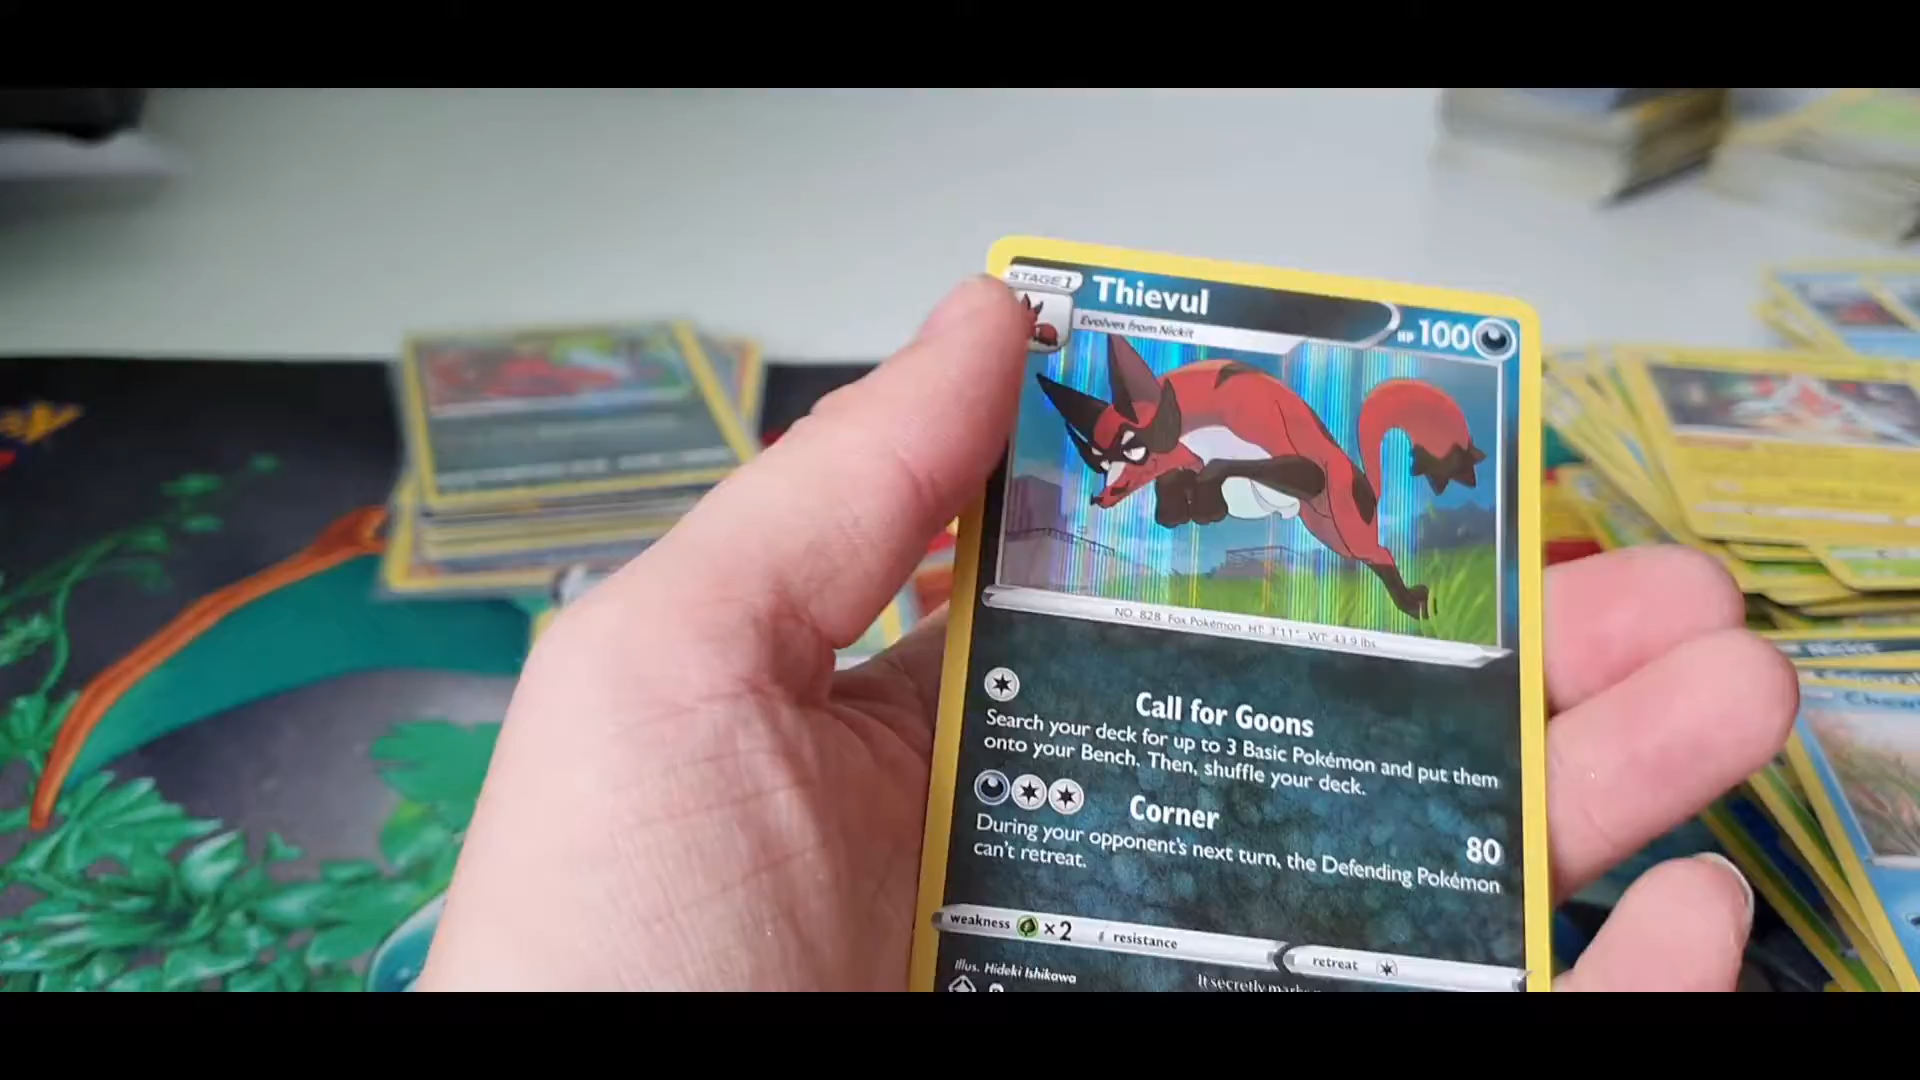 STAGE 1
Thievul
HP 100
Evolves from Nickit
NO. 828 Fox Pokémon HT: 3'11" WT: 43.9 lbs
Call for Goons
Search your deck for up to 3 Basic Pokémon and put them
onto your Bench. Then, shuffle your deck.
Corner
80
During your opponent's next turn, the Defending Pokémon
can't retreat.
weakness ×2 resistance retreat
Illus. Hideki Ishikawa
It secretly
Nickit